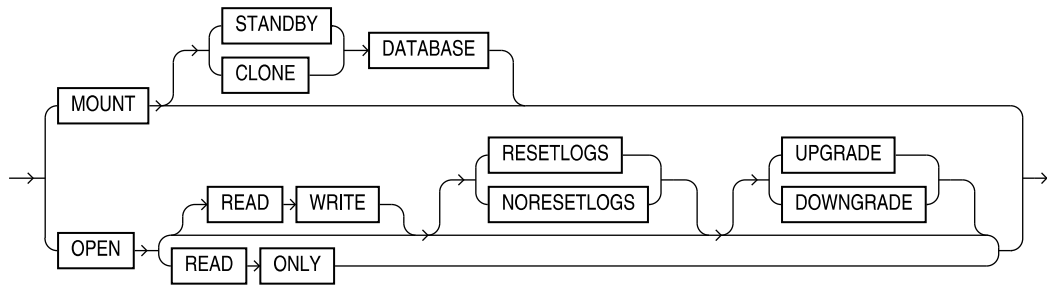 STANDBY
CLONE
DATABASE
MOUNT
RESETLOGS
NORESETLOGS
UPGRADE
DOWNGRADE
READ WRITE
OPEN
READ ONLY